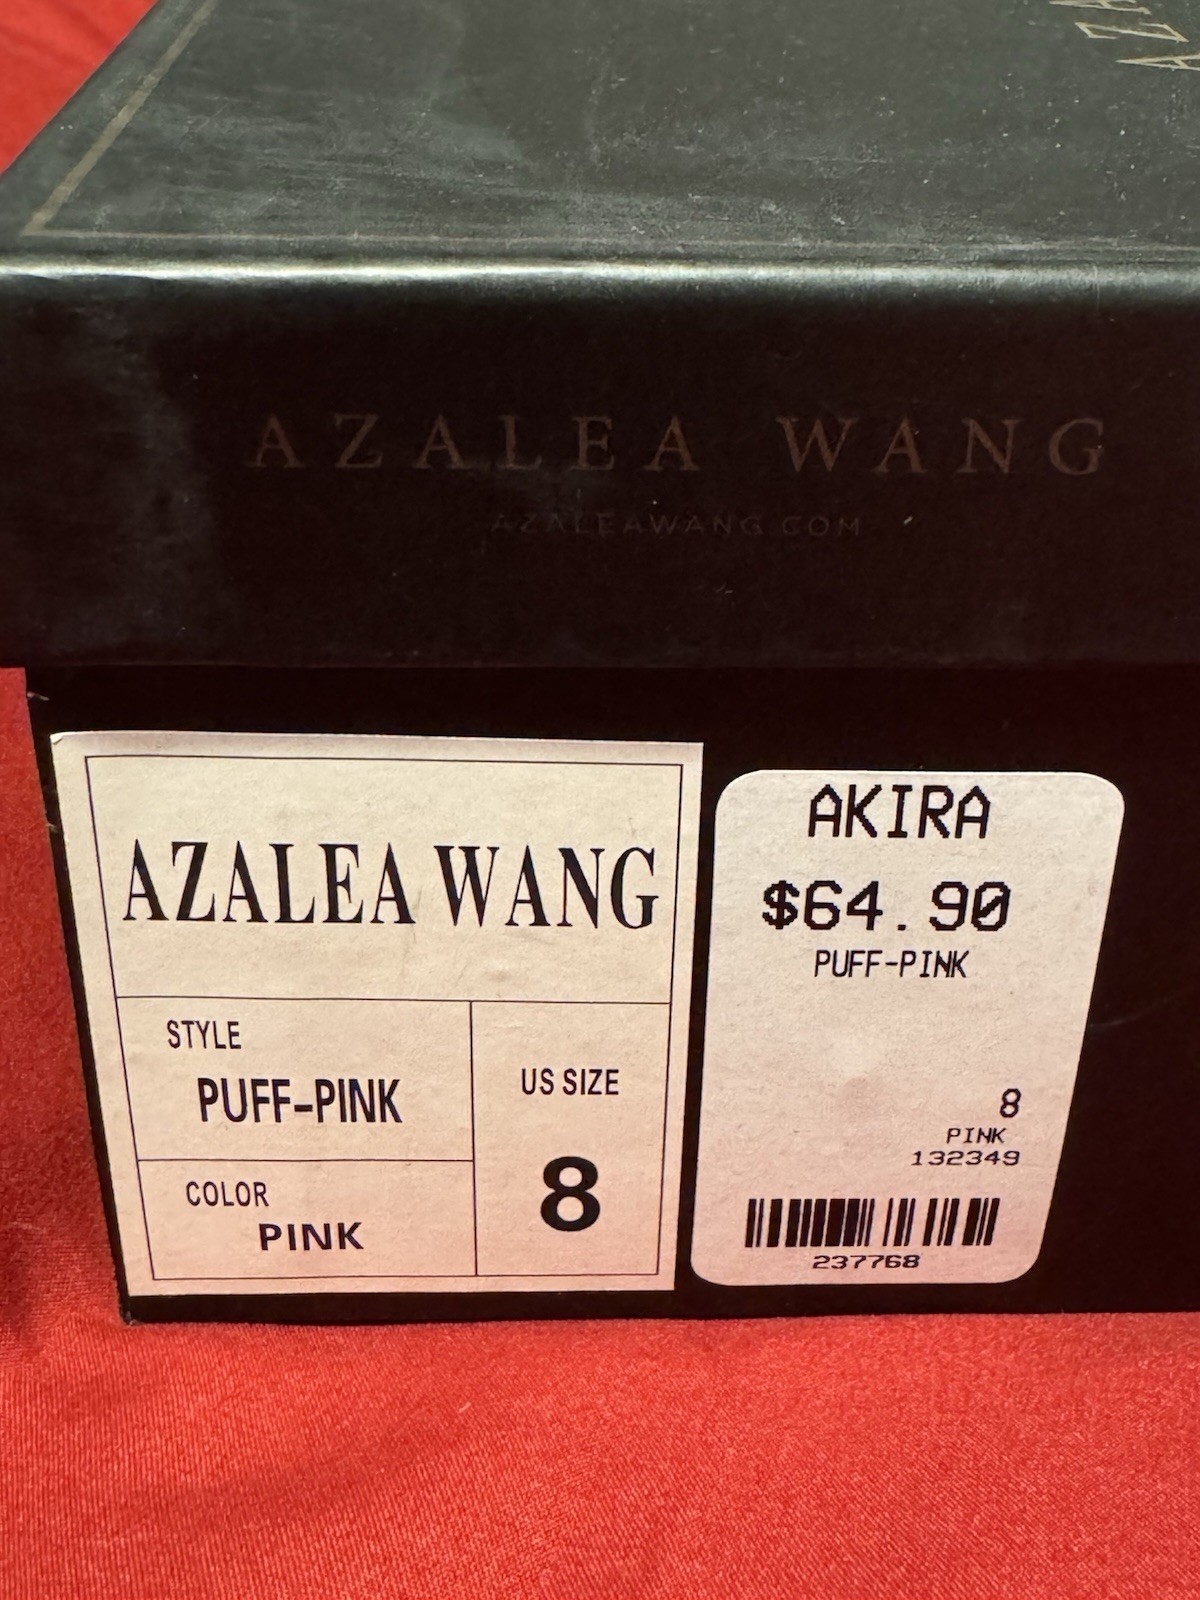 AZA
AZALEA WANG
AZALEAWANG.COM
AZALEA WANG
STYLE
PUFF-PINK
COLOR
PINK
US SIZE
8
AKIRA
$64.90
PUFF-PINK
8
PINK
132349
237768